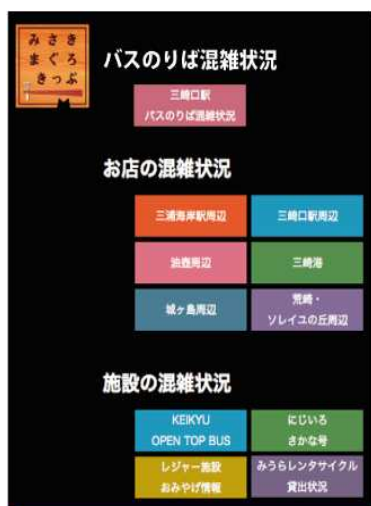 みさき
まぐろ
きっぷ
バスのりば混雑状況
三崎口駅
バスのりば混雑状況
お店の混雑状況
三浦海岸駅周辺
三崎口駅周辺
油壺周辺
三崎港
城ヶ島周辺
荒崎・
ソレイユの丘周辺
施設の混雑状況
KEIKYU
OPEN TOP BUS
にじいろ
さかな号
レジャー施設
おみやげ情報
みうらレンタサイクル
貸出状況